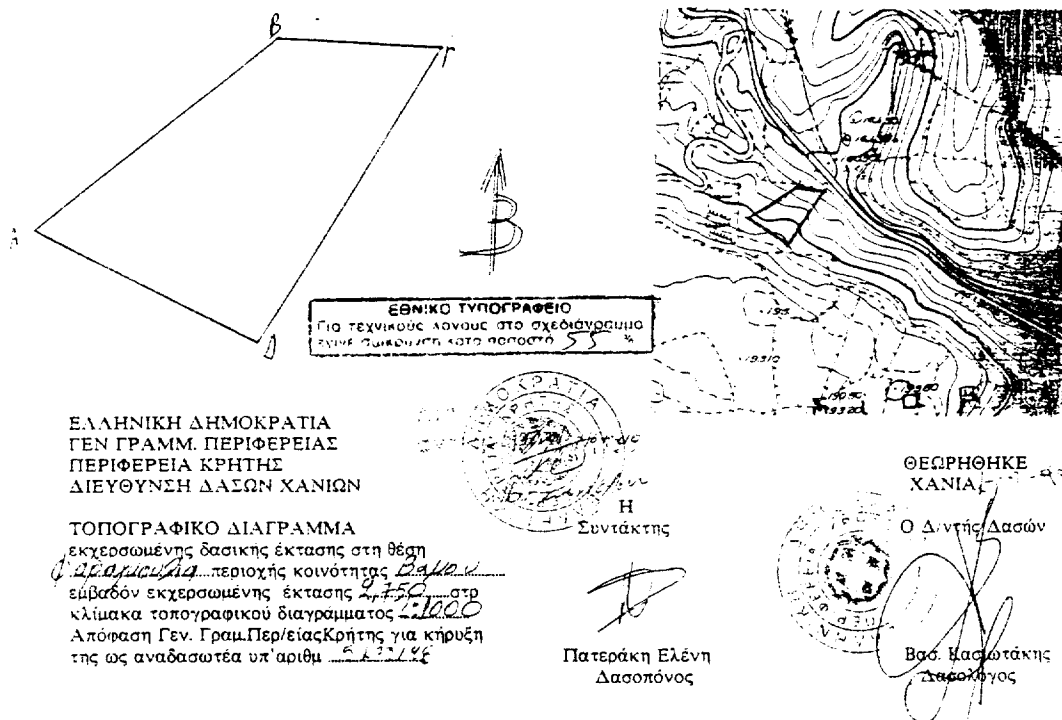 Β
Γ
Α
Δ
Β
ΕΘΝΙΚΟ ΤΥΠΟΓΡΑΦΕΙΟ
Για τεχνικούς λόγους στο σχεδιάγραμμα
έγινε σμίκρυνση κατά ποσοστό 55 %
19310
ΕΛΛΗΝΙΚΗ ΔΗΜΟΚΡΑΤΙΑ
ΓΕΝ ΓΡΑΜΜ. ΠΕΡΙΦΕΡΕΙΑΣ
ΠΕΡΙΦΕΡΕΙΑ ΚΡΗΤΗΣ
ΔΙΕΥΘΥΝΣΗ ΔΑΣΩΝ ΧΑΝΙΩΝ
ΤΟΠΟΓΡΑΦΙΚΟ ΔΙΑΓΡΑΜΜΑ
εκχερσωμένης δασικής έκτασης στη θέση
περιοχής κοινότητας Βάμου
εμβαδόν εκχερσωμένης έκτασης 2,750 στρ
κλίμακα τοπογραφικού διαγράμματος 1:1000
Απόφαση Γεν. Γραμ.Περ/είαςΚρήτης για κήρυξη
της ως αναδασωτέα υπ'αριθμ
Η
Συντάκτης
Πατεράκη Ελένη
Δασοπόνος
ΘΕΩΡΗΘΗΚΕ
ΧΑΝΙΑ
Ο Δ/ντής Δασών
Βασ. Κασιωτάκης
Δασολόγος